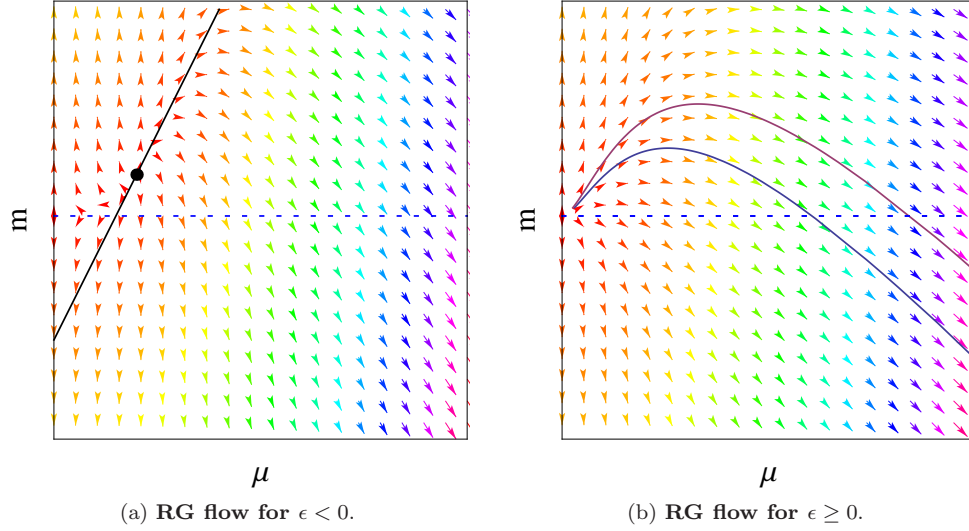 m
μ
(a) RG flow for ϵ < 0.
m
μ
(b) RG flow for ϵ ≥ 0.